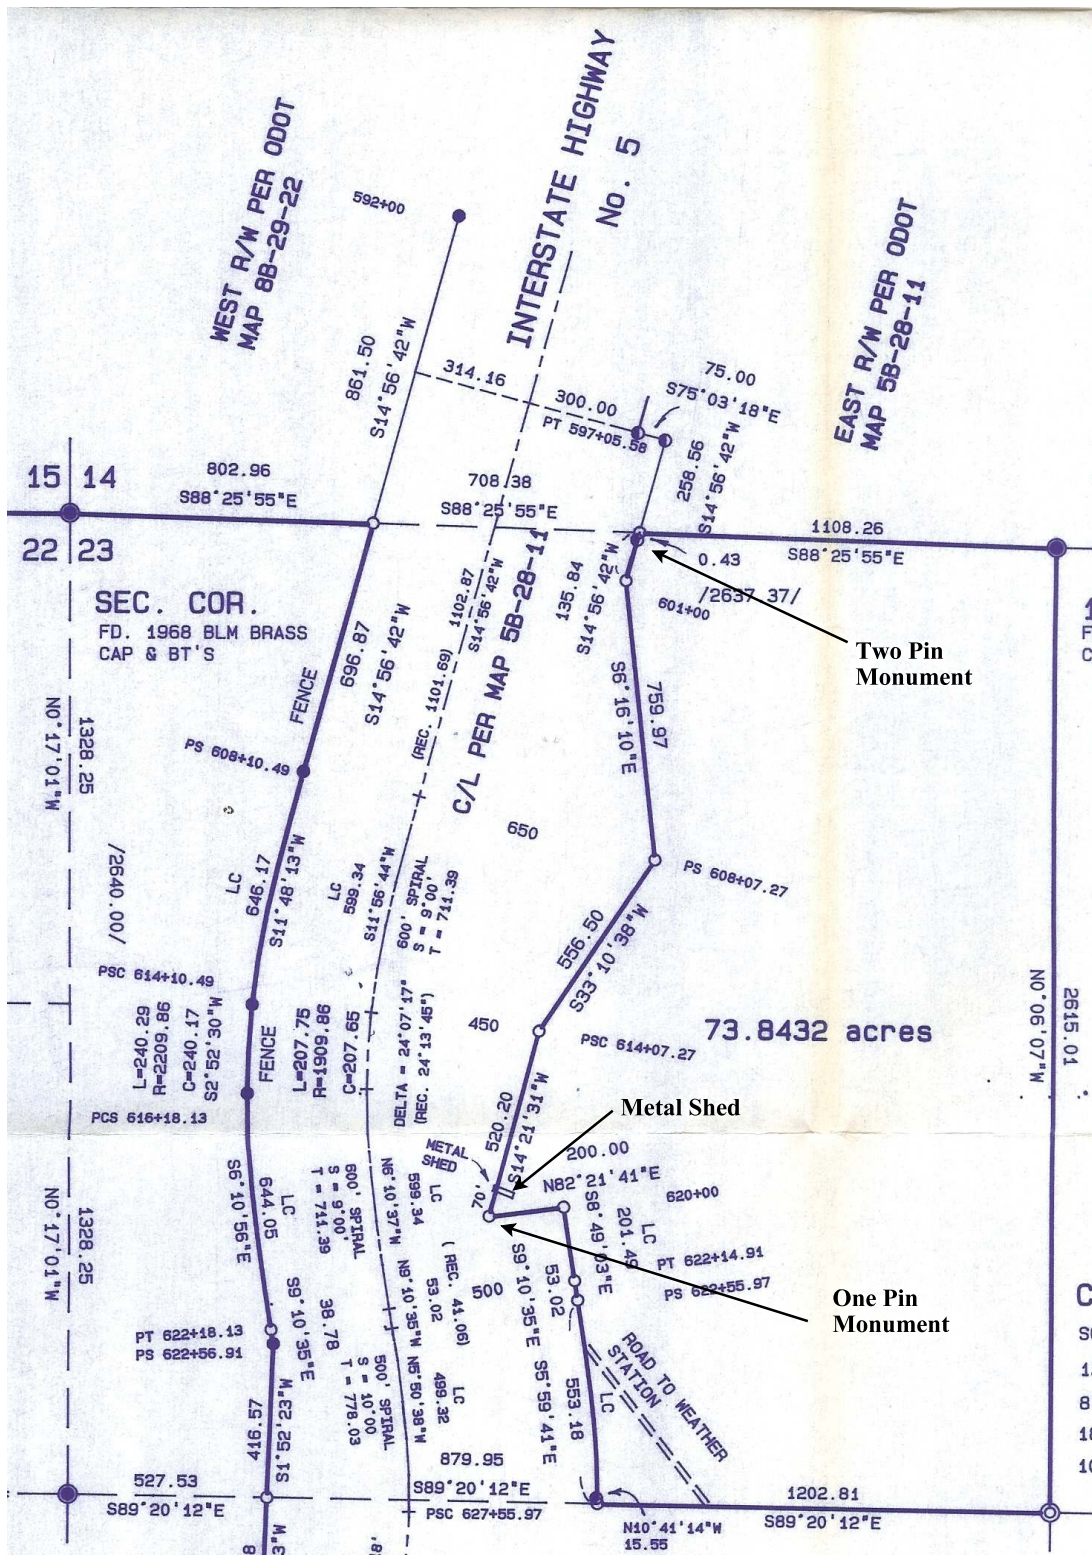 WEST R/W PER ODOT
MAP 8B-29-22
592+00
INTERSTATE HIGHWAY
No. 5
EAST R/W PER ODOT
MAP 5B-28-11
861.50
S14°56'42"W
314.16
300.00
PT 597+05.58
75.00
S75°03'18"E
258.56
S14°56'42"W
15 14
22 23
802.96
S88°25'55"E
708.38
S88°25'55"E
1108.26
S88°25'55"E
0.43
/2637.37/
601+00
135.84
S14°56'42"W
SEC. COR.
FD. 1968 BLM BRASS
CAP & BT'S
Two Pin
Monument
696.87
S14°56'42"W
FENCE
1102.87
S14°56'42"W
(REC. 1101.69)
C/L PER MAP 5B-28-11
759.97
S6°16'10"E
1328.25
N0°17'01"W
PS 608+10.49
650
PS 608+07.27
/2640.00/
LC
646.17
S11°48'13"W
LC
599.34
S11°56'44"W
600' SPIRAL
S = 9°00'
T = 711.39
556.50
S33°10'38"W
PSC 614+10.49
450
PSC 614+07.27
73.8432 acres
2615.01
N0°06'07"W
L=240.29
R=2209.86
C=240.17
S2°52'30"W
FENCE
L=207.75
R=1909.86
C=207.65
DELTA = 24°07'17"
(REC. 24°13'45")
PCS 616+18.13
520.20
S14°21'31"W
Metal Shed
METAL
SHED
70'
200.00
N82°21'41"E
620+00
1328.25
N0°17'01"W
LC
644.05
S6°10'56"E
600' SPIRAL
S = 9°00'
T = 711.39
LC
599.34
N6°10'37"W
LC
201.49
S8°49'03"E
PT 622+14.91
PS 622+55.97
500
One Pin
Monument
PT 622+18.13
PS 622+56.91
38.78
S9°10'35"E
(REC. 41.06)
53.02
N9°10'35"W
53.02
S9°10'35"E
416.57
S1°52'23"W
500' SPIRAL
S = 10°00
T = 778.03
LC
499.32
N5°50'38"W
LC
553.18
S5°59'41"E
ROAD TO WEATHER
STATION
527.53
S89°20'12"E
879.95
S89°20'12"E
PSC 627+55.97
N10°41'14"W
15.55
1202.81
S89°20'12"E